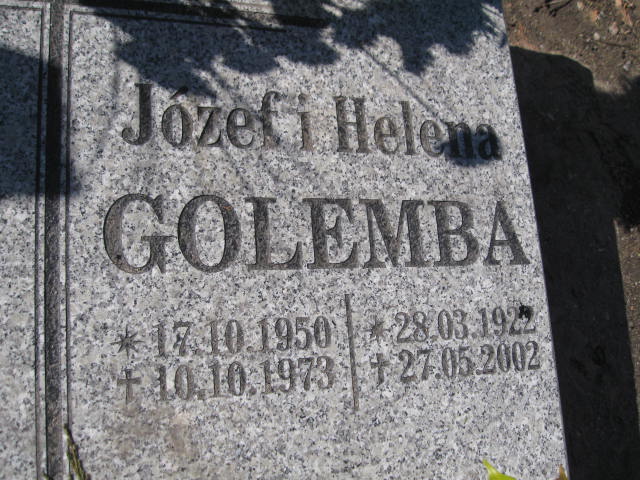 Józef i Helena
GOLEMBA
* 17.10.1950 * 28.03.1922
† 10.10.1973 † 27.05.2002